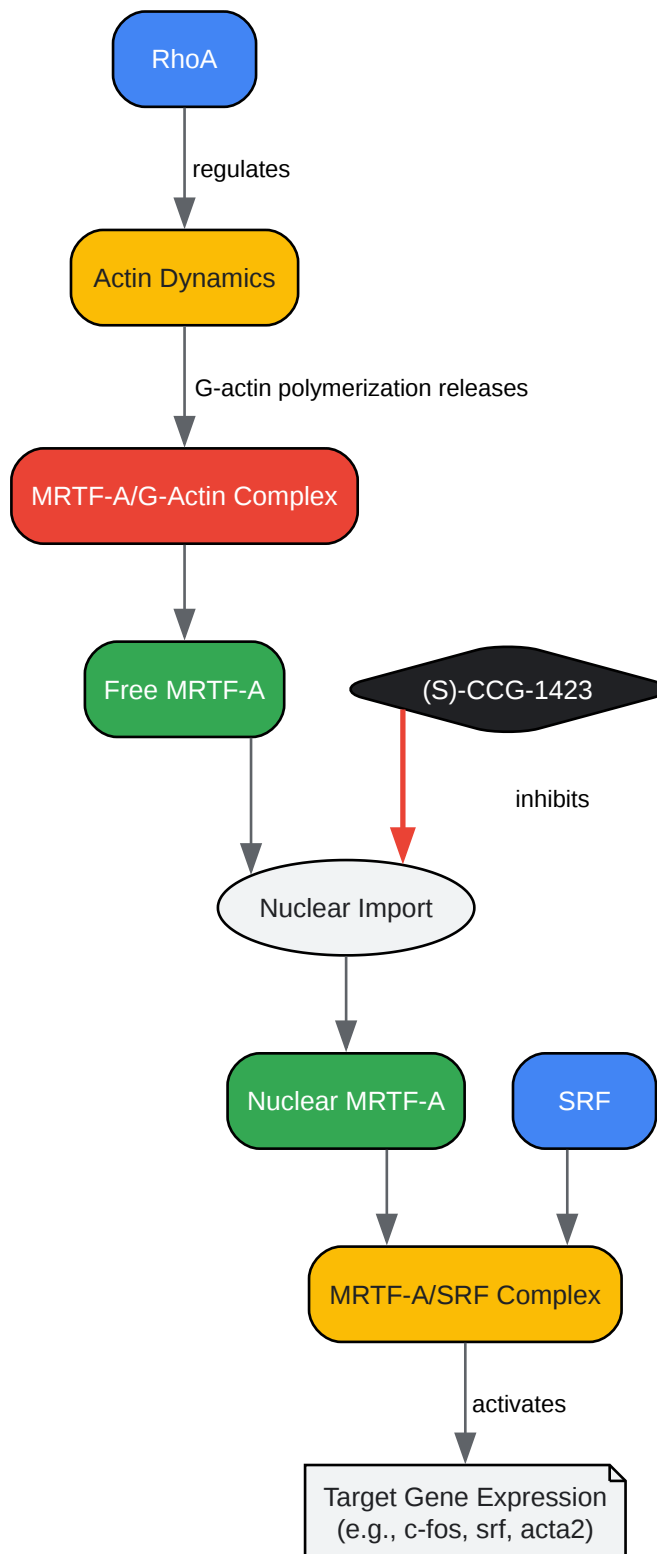 RhoA
regulates
Actin Dynamics
G-actin polymerization releases
MRTF-A/G-Actin Complex
Free MRTF-A
(S)-CCG-1423
inhibits
Nuclear Import
Nuclear MRTF-A
SRF
MRTF-A/SRF Complex
activates
Target Gene Expression
(e.g., c-fos, srf, acta2)